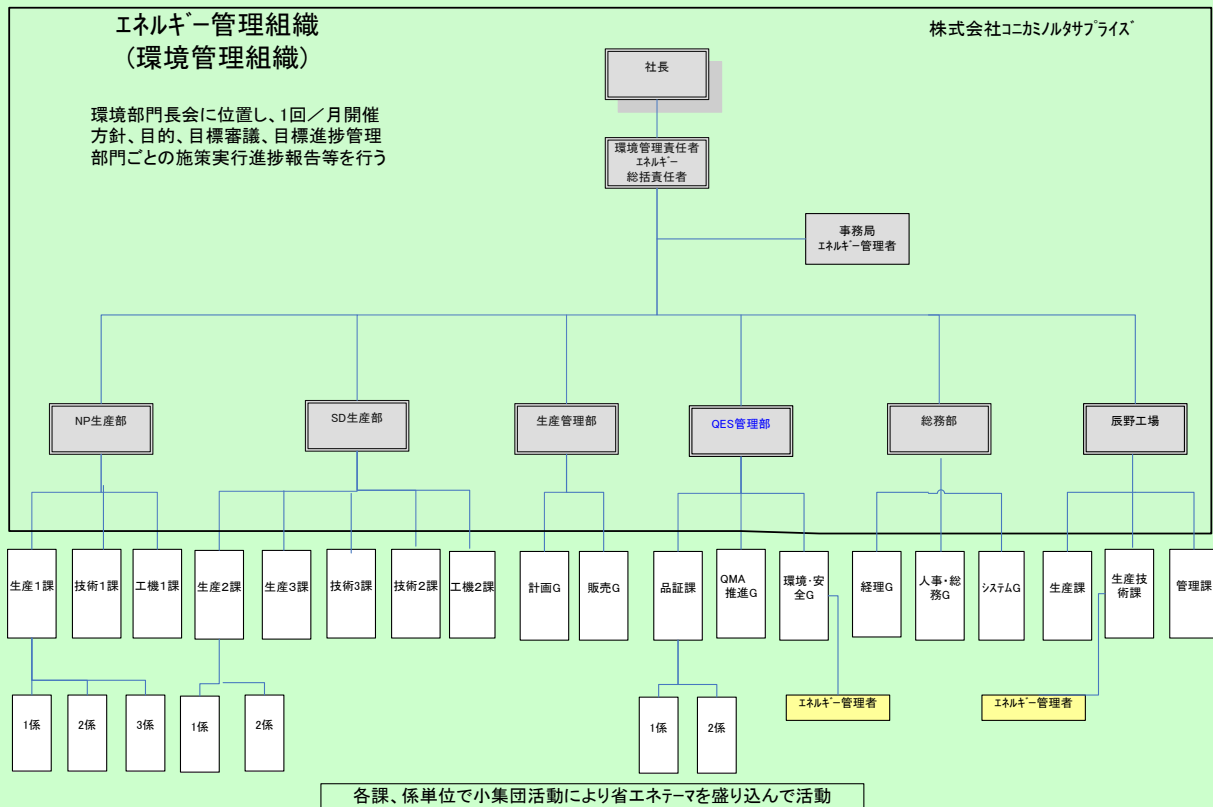 エネルギー管理組織
(環境管理組織)
株式会社コニカミノルタサプライズ
環境部門長会に位置し、1回／月開催
方針、目的、目標審議、目標進捗管理
部門ごとの施策実行進捗報告等を行う
社長
環境管理責任者
エネルギー
総括責任者
事務局
エネルギー管理者
NP生産部
SD生産部
生産管理部
QES管理部
総務部
辰野工場
生産1課
技術1課
工機1課
生産2課
生産3課
技術3課
技術2課
工機2課
計画G
販売G
品証課
QMA
推進G
環境・安
全G
経理G
人事・総
務G
システムG
生産課
生産技
術課
管理課
1係
2係
3係
1係
2係
1係
2係
エネルギー管理者
エネルギー管理者
各課、係単位で小集団活動により省エネテーマを盛り込んで活動